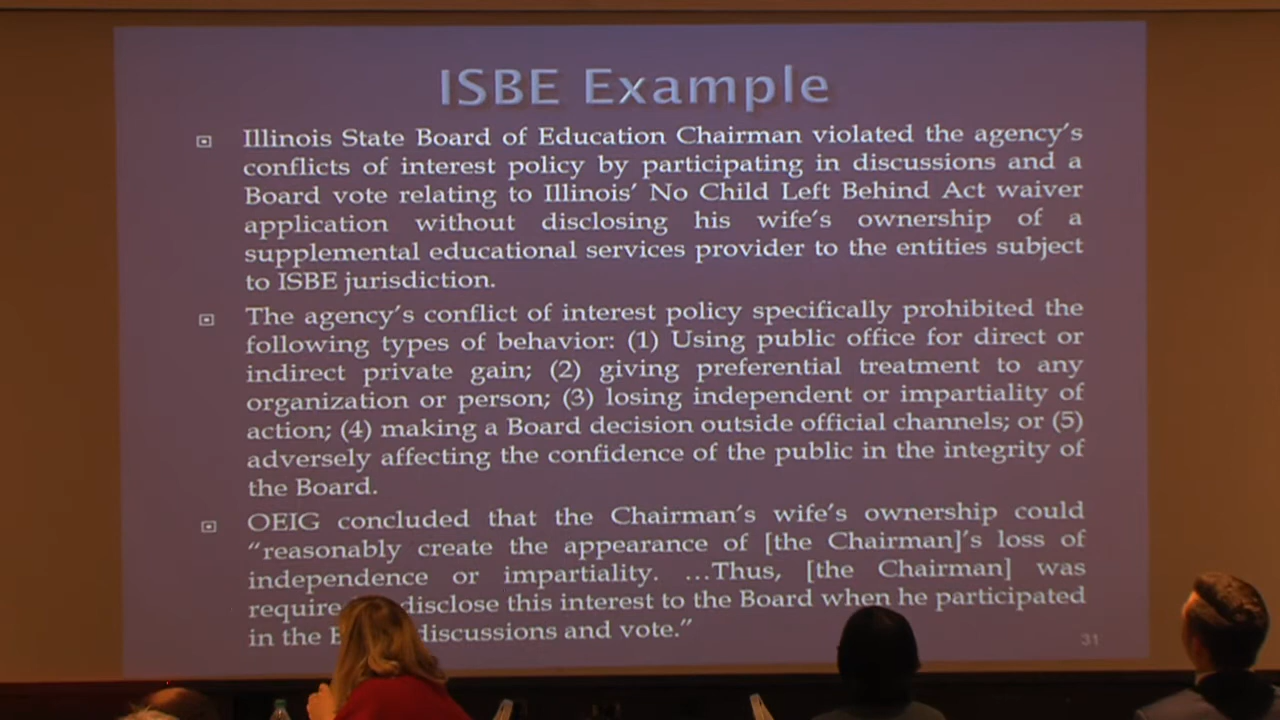 ISBE Example
Illinois State Board of Education Chairman violated the agency's
conflicts of interest policy by participating in discussions and a
Board vote relating to Illinois' No Child Left Behind Act waiver
application without disclosing his wife's ownership of a
supplemental educational services provider to the entities subject
to ISBE jurisdiction.
The agency's conflict of interest policy specifically prohibited the
following types of behavior: (1) Using public office for direct or
indirect private gain; (2) giving preferential treatment to any
organization or person; (3) losing independent or impartiality of
action; (4) making a Board decision outside official channels; or (5)
adversely affecting the confidence of the public in the integrity of
the Board.
OEIG concluded that the Chairman's wife's ownership could
"reasonably create the appearance of [the Chairman]'s loss of
independence or impartiality. ...Thus, [the Chairman] was
disclose this interest to the Board when he participated
in the discussions and vote."
31